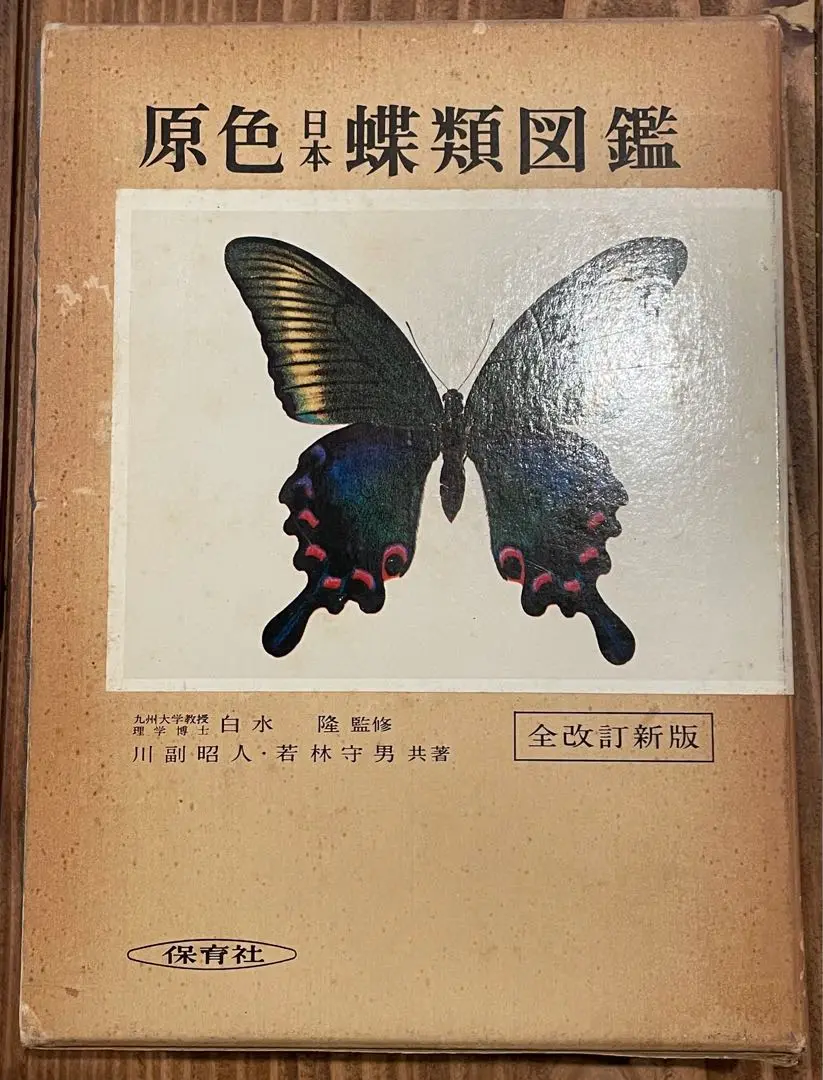 原色日本蝶類図鑑
九州大学教授
理学博士 白水 隆 監修
川副昭人・若林守男 共著
全改訂新版
保育社